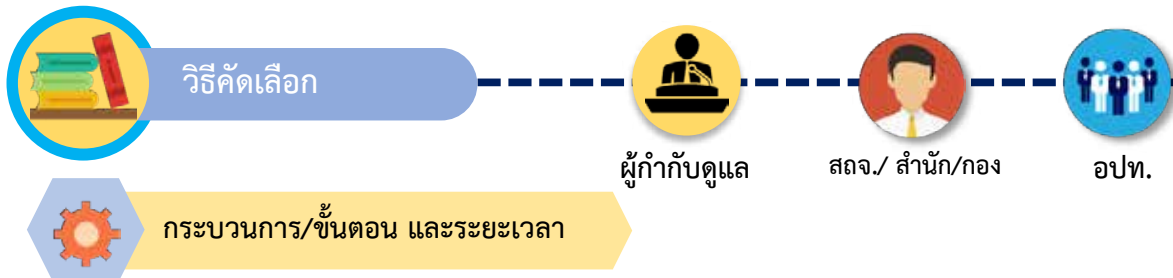 วิธีคัดเลือก
ผู้กำกับดูแล
สถจ./ สำนัก/กอง
อปท.
กระบวนการ/ขั้นตอน และระยะเวลา